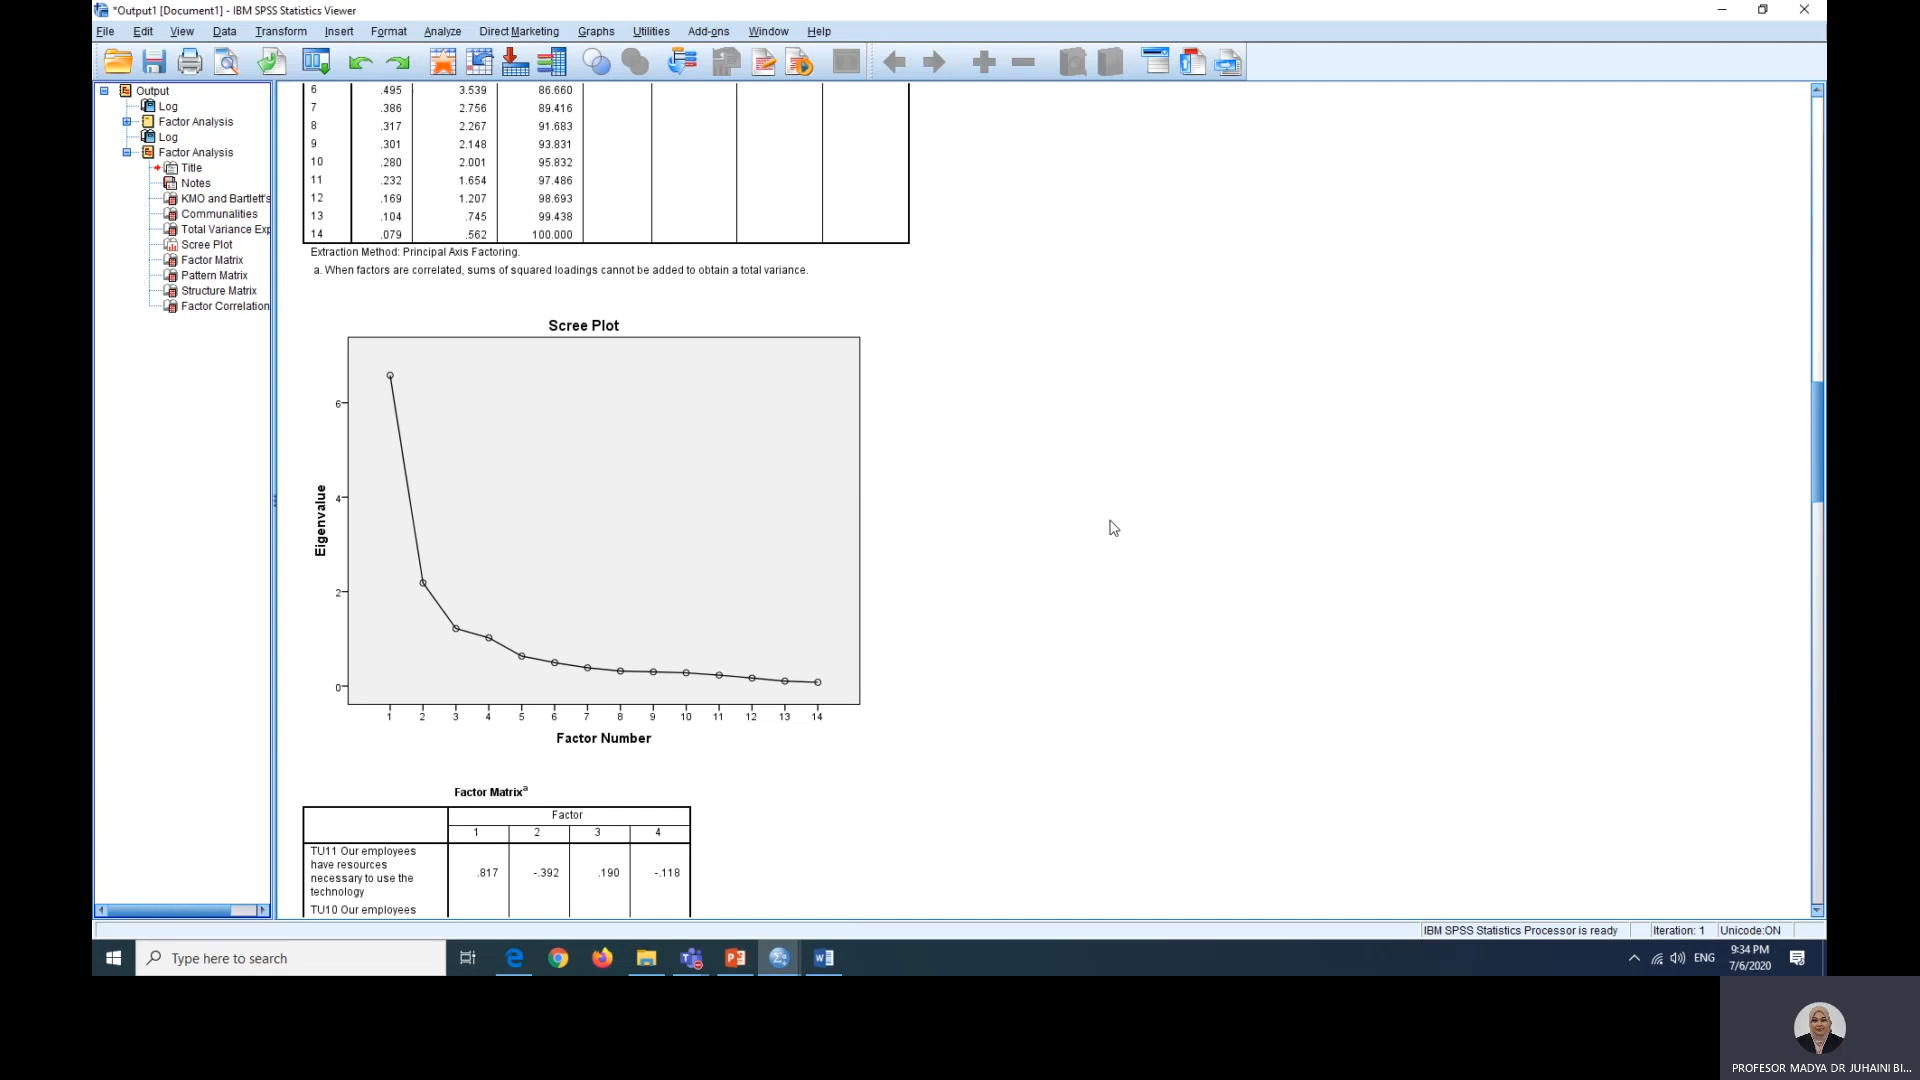 *Output1 [Document1] - IBM SPSS Statistics Viewer
File Edit View Data Transform Insert Format Analyze Direct Marketing Graphs Utilities Add-ons Window Help
Output
Log
Factor Analysis
Log
Factor Analysis
Title
Notes
KMO and Bartlett's
Communalities
Total Variance Exp
Scree Plot
Factor Matrix
Pattern Matrix
Structure Matrix
Factor Correlation
6 .495 3.539 86.660
7 .386 2.756 89.416
8 .317 2.267 91.683
9 .301 2.148 93.831
10 .280 2.001 95.832
11 .232 1.654 97.486
12 .169 1.207 98.693
13 .104 .745 99.438
14 .079 .562 100.000
Extraction Method: Principal Axis Factoring.
a. When factors are correlated, sums of squared loadings cannot be added to obtain a total variance.
Scree Plot
6
4
2
0
Eigenvalue
1 2 3 4 5 6 7 8 9 10 11 12 13 14
Factor Number
Factor Matrixa
Factor
1 2 3 4
TU11 Our employees
have resources
necessary to use the
technology
.817 -.392 .190 -.118
TU10 Our employees
IBM SPSS Statistics Processor is ready Iteration: 1 Unicode:ON
Type here to search
ENG
9:34 PM
7/6/2020
PROFESOR MADYA DR JUHAINI BI...